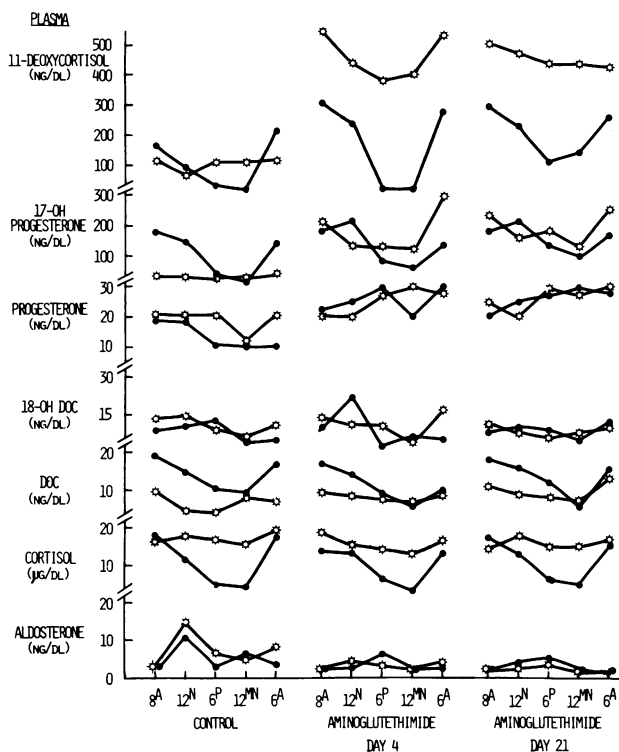 PLASMA
11-DEOXYCORTISOL
(NG/DL)
500
400
300
200
100
17-OH
PROGESTERONE
(NG/DL)
300
200
100
PROGESTERONE
(NG/DL)
30
20
10
18-OH DOC
(NG/DL)
30
15
DOC
(NG/DL)
20
10
CORTISOL
(µG/DL)
20
10
ALDOSTERONE
(NG/DL)
20
10
0
8A 12N 6P 12MN 6A 8A 12N 6P 12MN 6A 8A 12N 6P 12MN 6A
CONTROL AMINOGLUTETHIMIDE AMINOGLUTETHIMIDE
DAY 4 DAY 21